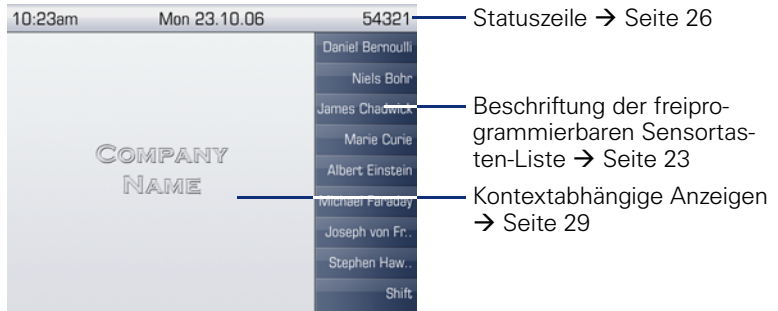 10:23am Mon 23.10.06 54321
Daniel Bernoulli
Niels Bohr
James Chadwick
Marie Curie
Albert Einstein
Michael Faraday
Joseph von Fr..
Stephen Haw..
Shift
COMPANY
NAME
Statuszeile → Seite 26
Beschriftung der freipro-
grammierbaren Sensortas-
ten-Liste → Seite 23
Kontextabhängige Anzeigen
→ Seite 29